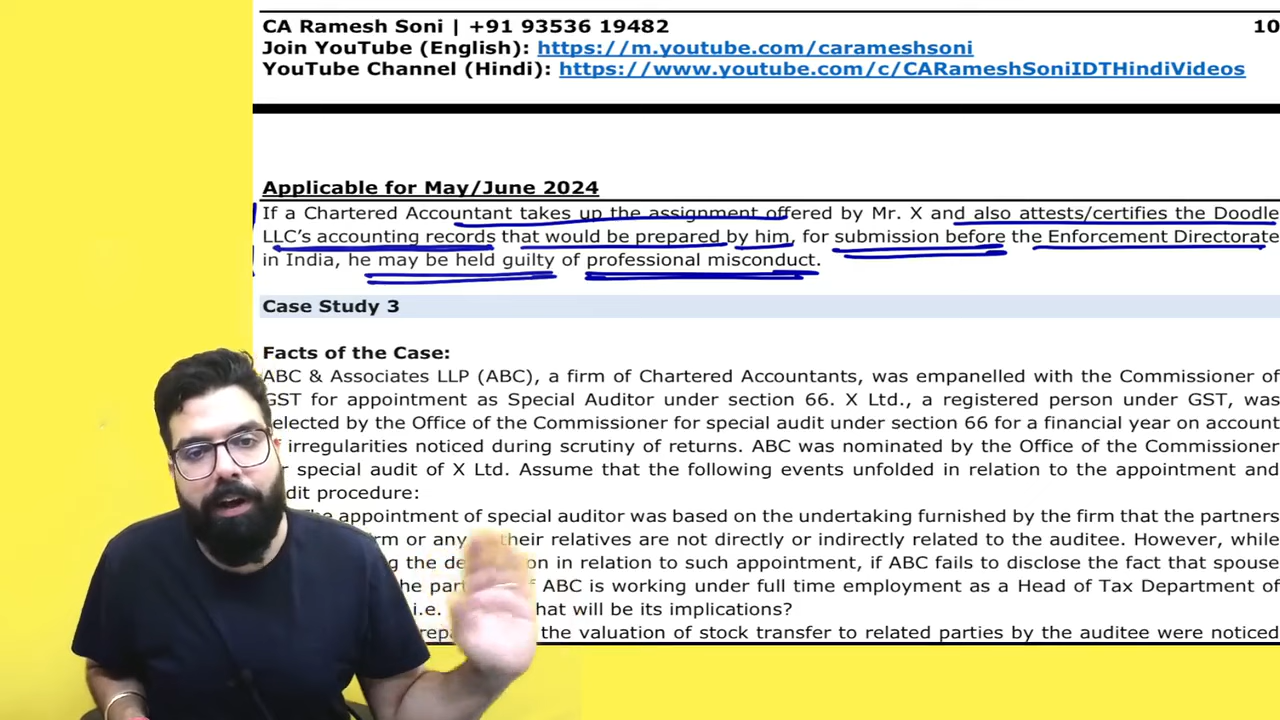 CA Ramesh Soni | +91 93536 19482 10
Join YouTube (English): https://m.youtube.com/carameshsoni
YouTube Channel (Hindi): https://www.youtube.com/c/CARameshSoniIDTHindiVideos
Applicable for May/June 2024
If a Chartered Accountant takes up the assignment offered by Mr. X and also attests/certifies the Doodle
LLC's accounting records that would be prepared by him, for submission before the Enforcement Directorate
in India, he may be held guilty of professional misconduct.
Case Study 3
Facts of the Case:
ABC & Associates LLP (ABC), a firm of Chartered Accountants, was empanelled with the Commissioner of
GST for appointment as Special Auditor under section 66. X Ltd., a registered person under GST, was
elected by the Office of the Commissioner for special audit under section 66 for a financial year on account
irregularities noticed during scrutiny of returns. ABC was nominated by the Office of the Commissioner
special audit of X Ltd. Assume that the following events unfolded in relation to the appointment and
dit procedure:
appointment of special auditor was based on the undertaking furnished by the firm that the partners
rm or any their relatives are not directly or indirectly related to the auditee. However, while
the de on in relation to such appointment, if ABC fails to disclose the fact that spouse
he par ABC is working under full time employment as a Head of Tax Department of
i.e. hat will be its implications?
the valuation of stock transfer to related parties by the auditee were noticed